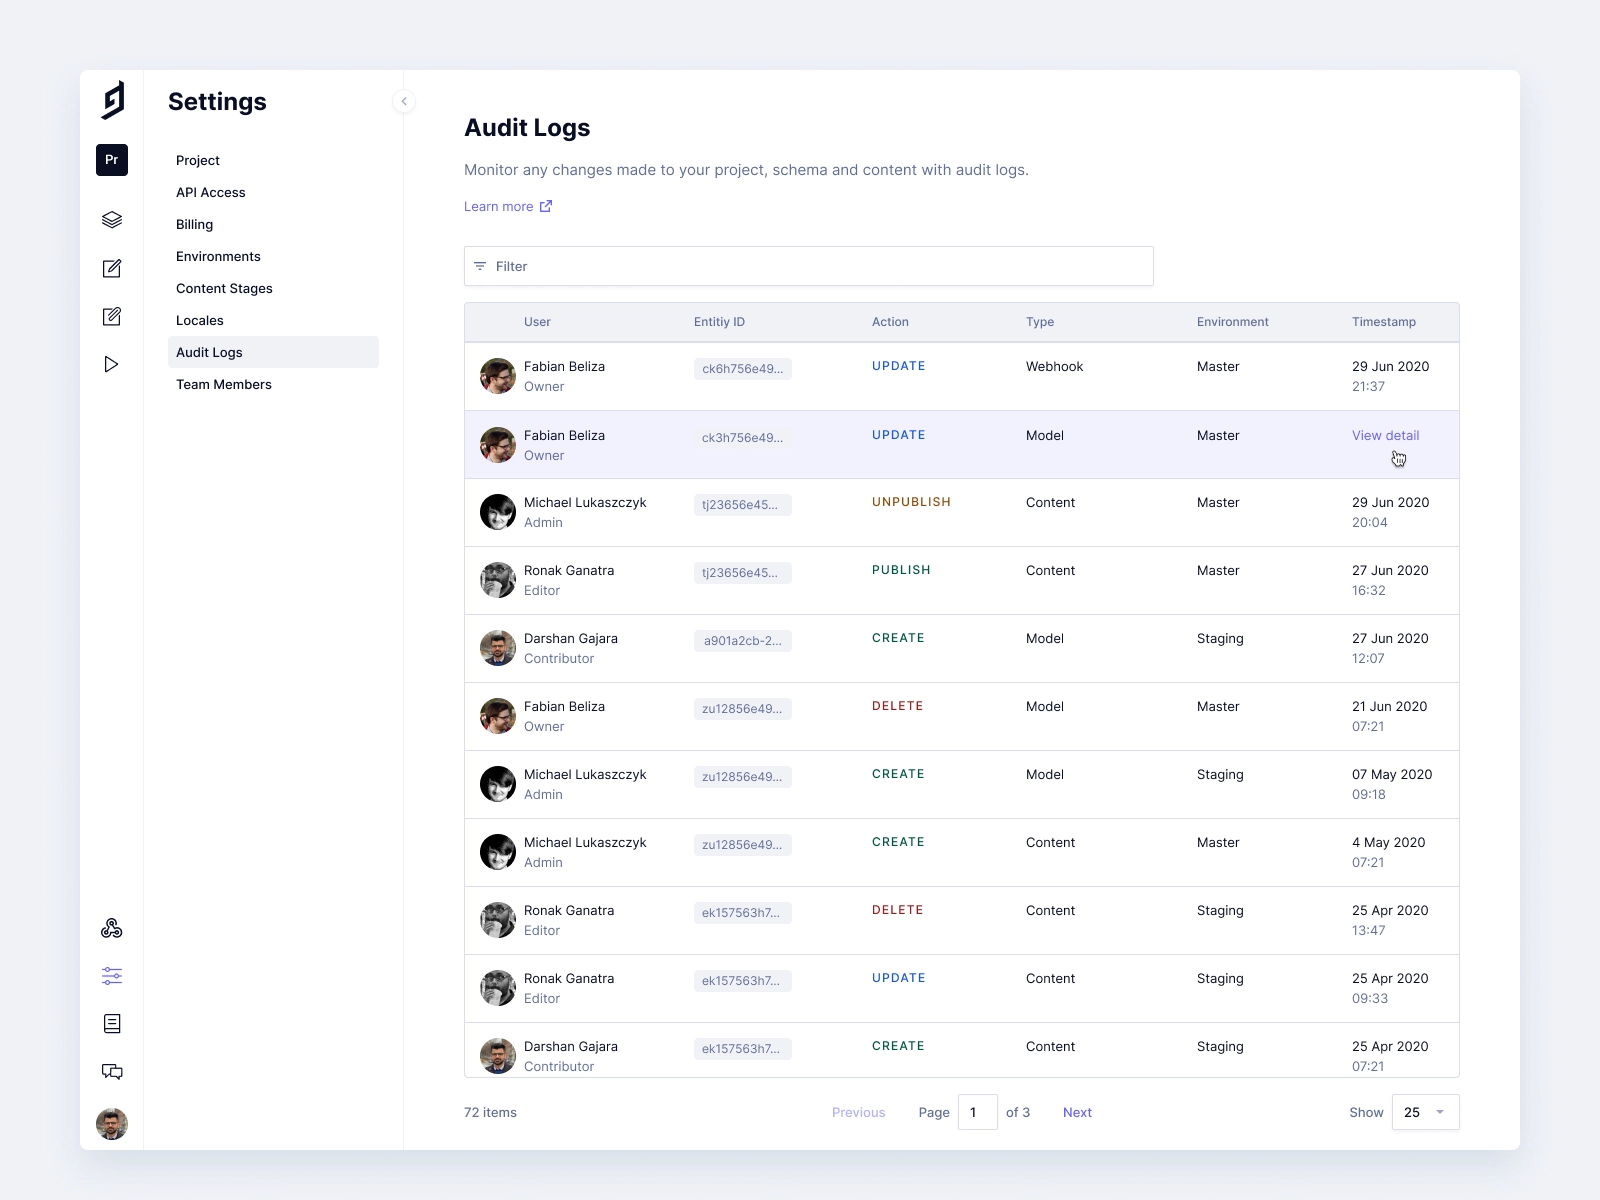 Settings
Pr
Project
API Access
Billing
Environments
Content Stages
Locales
Audit Logs
Team Members
Audit Logs
Monitor any changes made to your project, schema and content with audit logs.
Learn more
Filter
User Entitiy ID Action Type Environment Timestamp
Fabian Beliza ck6h756e49... UPDATE Webhook Master 29 Jun 2020
Owner 21:37
Fabian Beliza ck3h756e49... UPDATE Model Master View detail
Owner
Michael Lukaszczyk tj23656e45... UNPUBLISH Content Master 29 Jun 2020
Admin 20:04
Ronak Ganatra tj23656e45... PUBLISH Content Master 27 Jun 2020
Editor 16:32
Darshan Gajara a901a2cb-2... CREATE Model Staging 27 Jun 2020
Contributor 12:07
Fabian Beliza zu12856e49... DELETE Model Master 21 Jun 2020
Owner 07:21
Michael Lukaszczyk zu12856e49... CREATE Model Staging 07 May 2020
Admin 09:18
Michael Lukaszczyk zu12856e49... CREATE Content Master 4 May 2020
Admin 07:21
Ronak Ganatra ek157563h7... DELETE Content Staging 25 Apr 2020
Editor 13:47
Ronak Ganatra ek157563h7... UPDATE Content Staging 25 Apr 2020
Editor 09:33
Darshan Gajara ek157563h7... CREATE Content Staging 25 Apr 2020
Contributor 07:21
72 items Previous Page 1 of 3 Next Show 25